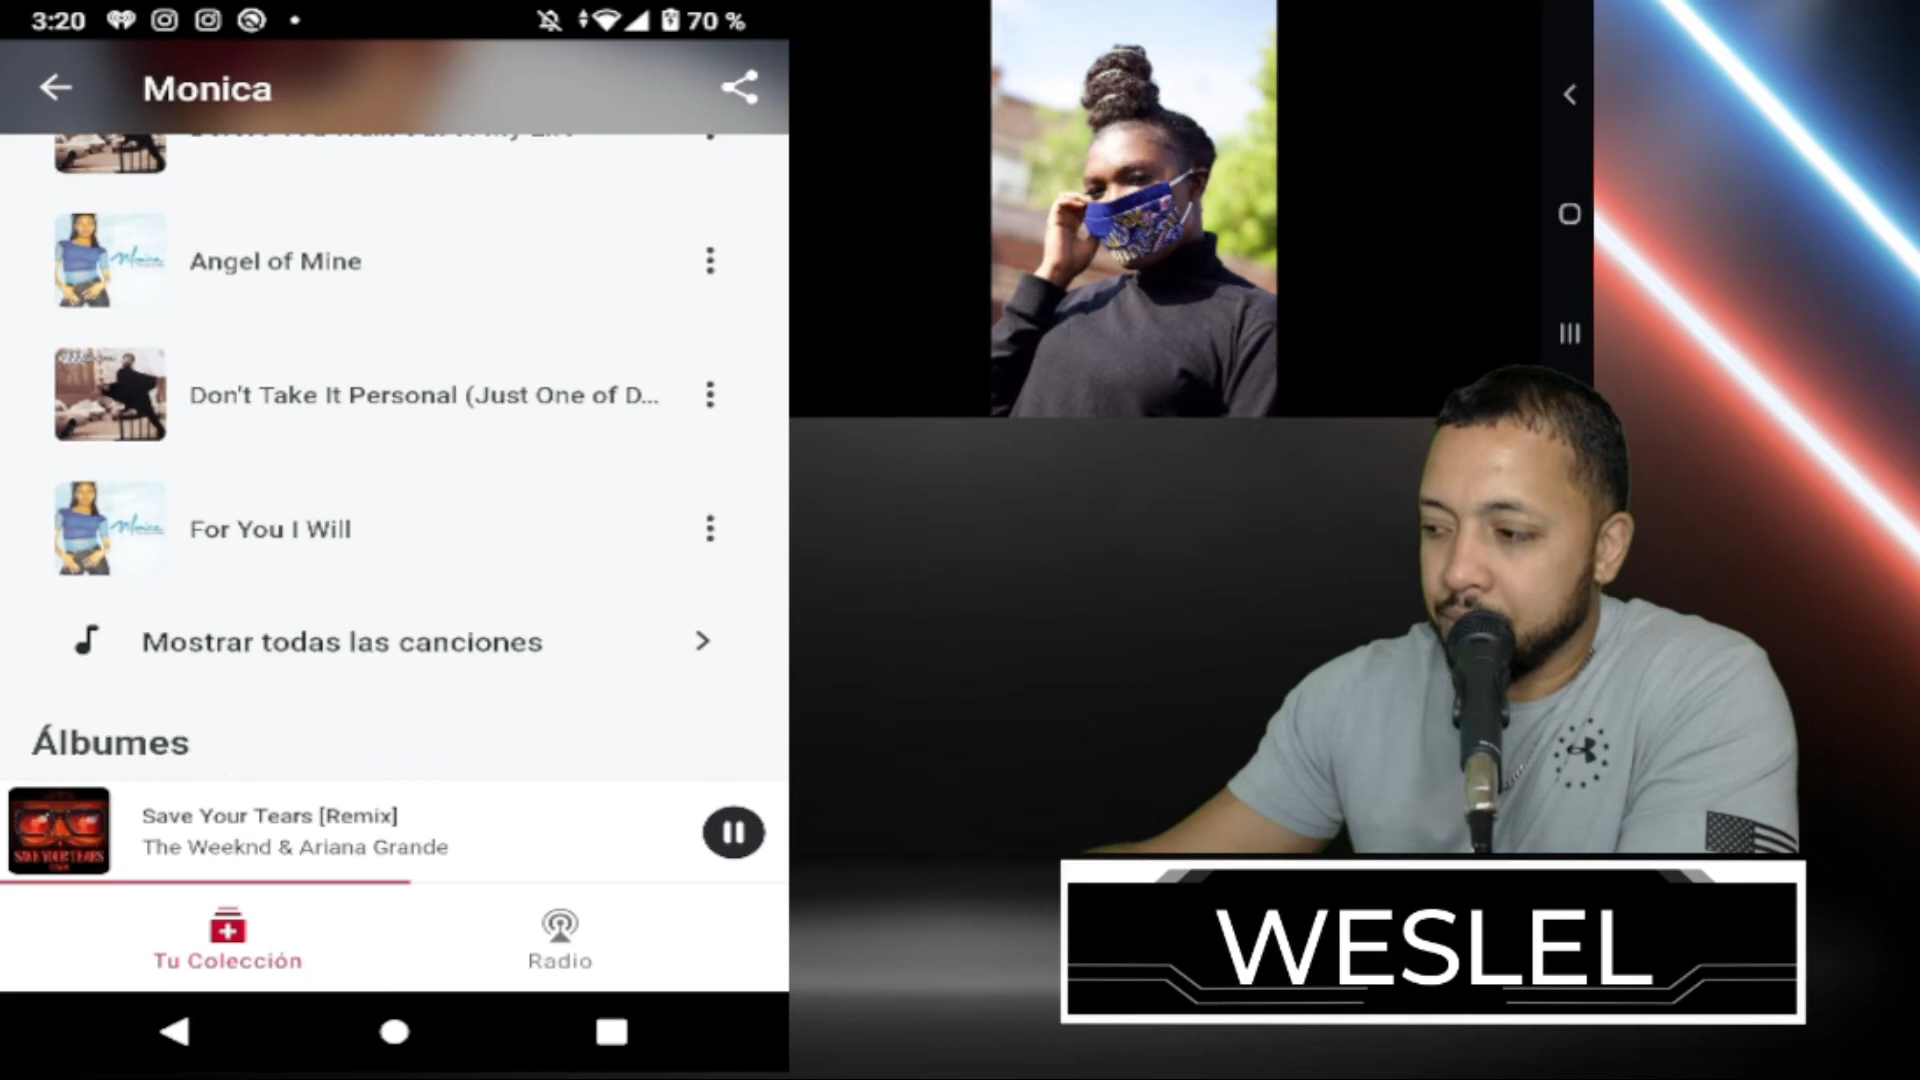 3:20
70 %
Monica
Angel of Mine
Don't Take It Personal (Just One of D...
For You I Will
Mostrar todas las canciones
Álbumes
Save Your Tears [Remix]
The Weeknd & Ariana Grande
Tu Colección
Radio
WESLEL